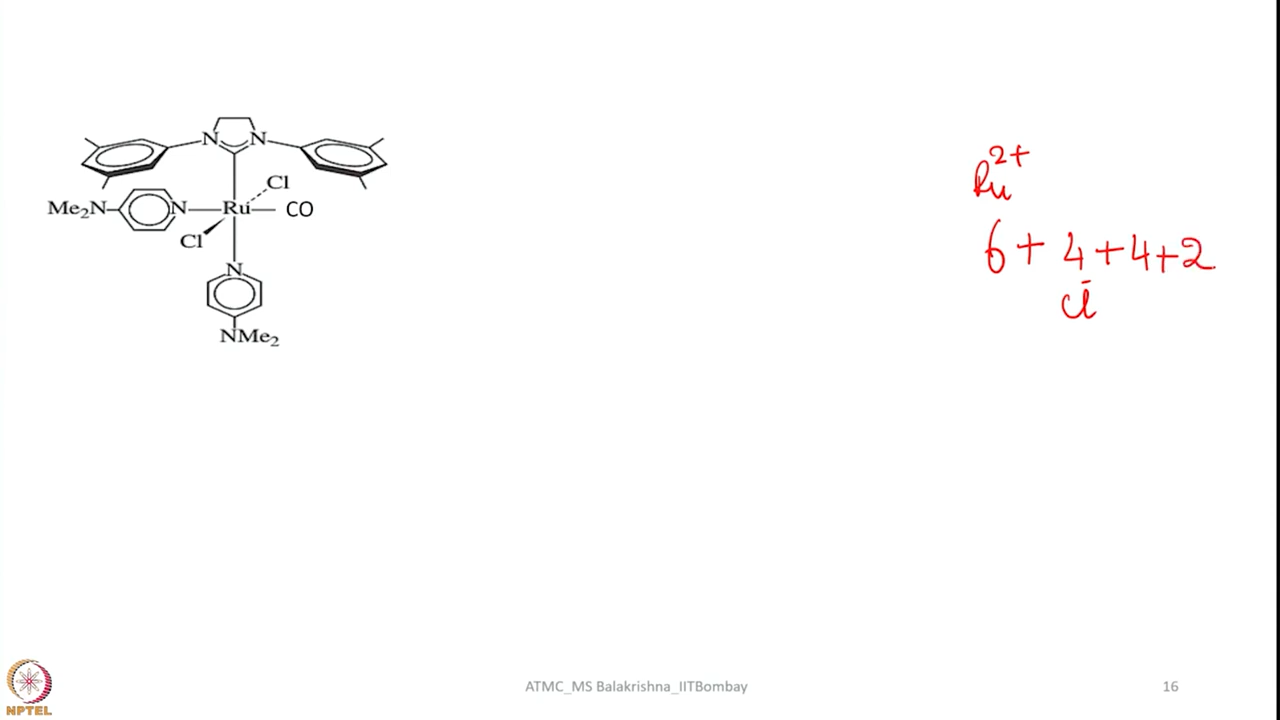 N N
Cl
Me₂N N Ru CO
Cl
N
NMe₂
Ru²⁺
6 + 4 + 4 + 2
Cl⁻
NPTEL
ATMC_MS Balakrishna_IITBombay
16